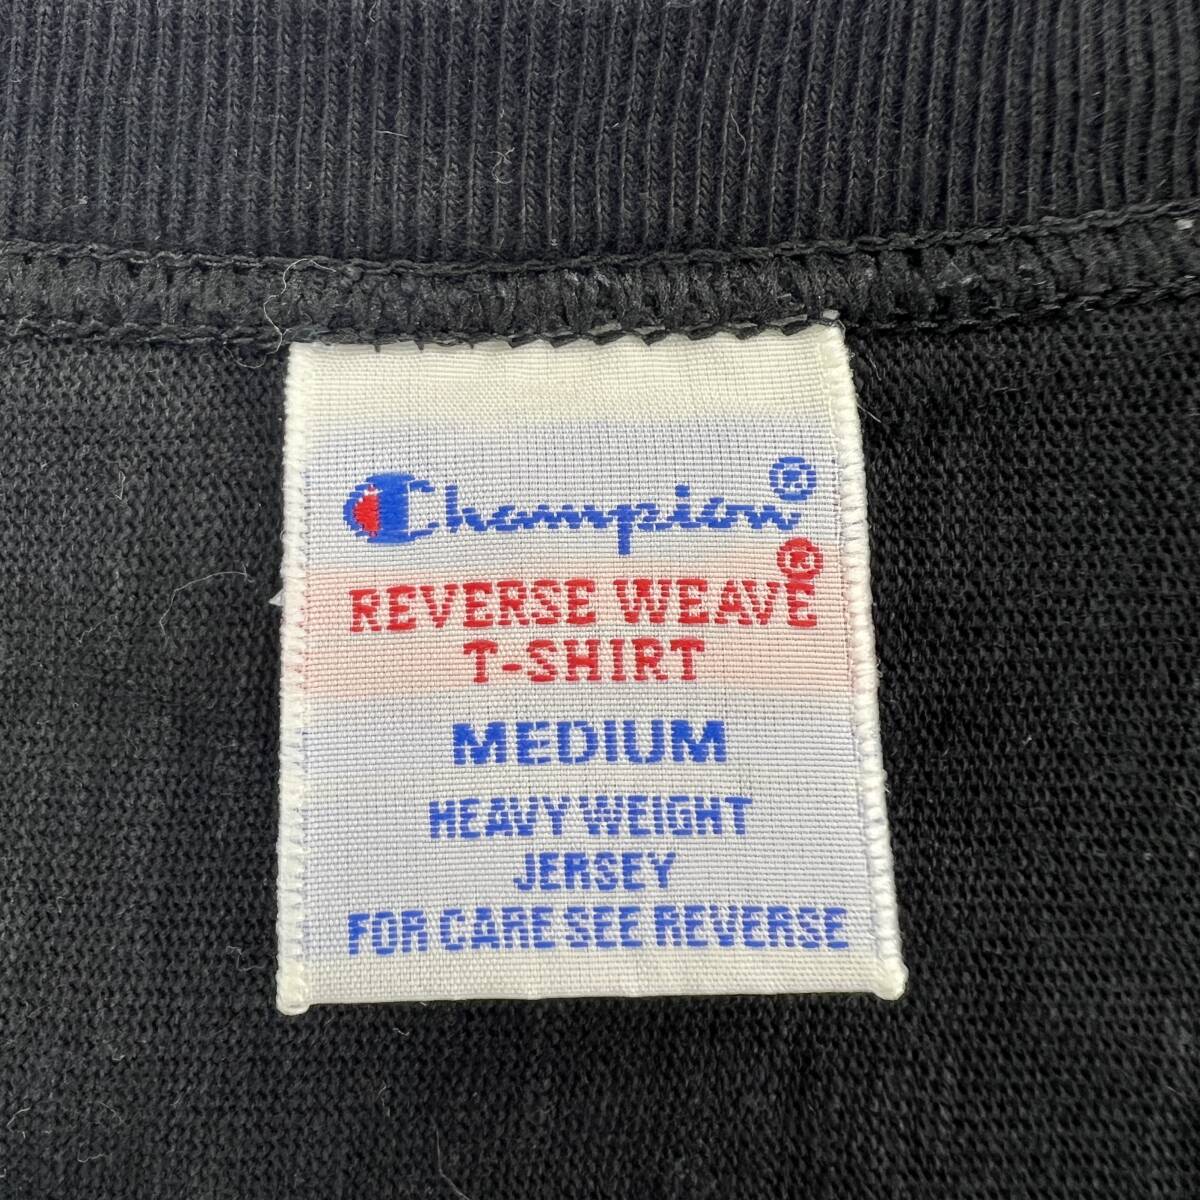 Champion®
REVERSE WEAVE®
T-SHIRT
MEDIUM
HEAVY WEIGHT
JERSEY
FOR CARE SEE REVERSE